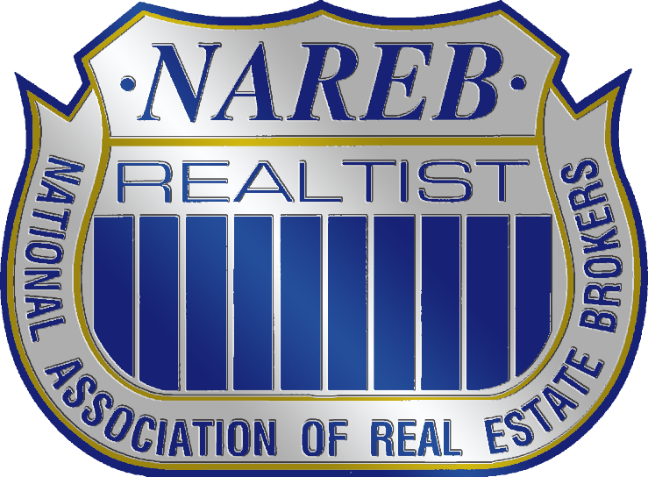 ·NAREB·
REALTIST
NATIONAL ASSOCIATION OF REAL ESTATE BROKERS